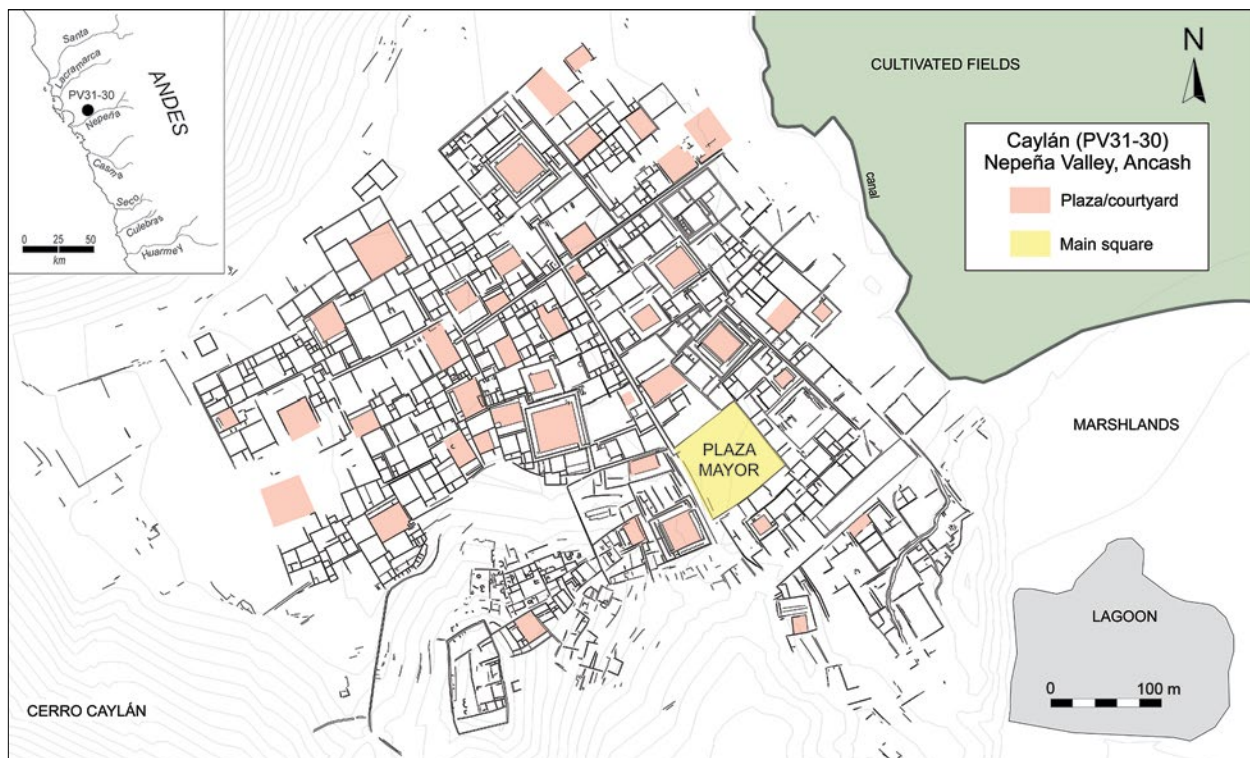 Santa
Lacramarca
PV31-30
Nepeña
Casma
Seco
Culebras
Huarmey
ANDES
0 25 50
km
CULTIVATED FIELDS
N
canal
Caylán (PV31-30)
Nepeña Valley, Ancash
Plaza/courtyard
Main square
PLAZA
MAYOR
MARSHLANDS
LAGOON
0 100 m
CERRO CAYLÁN